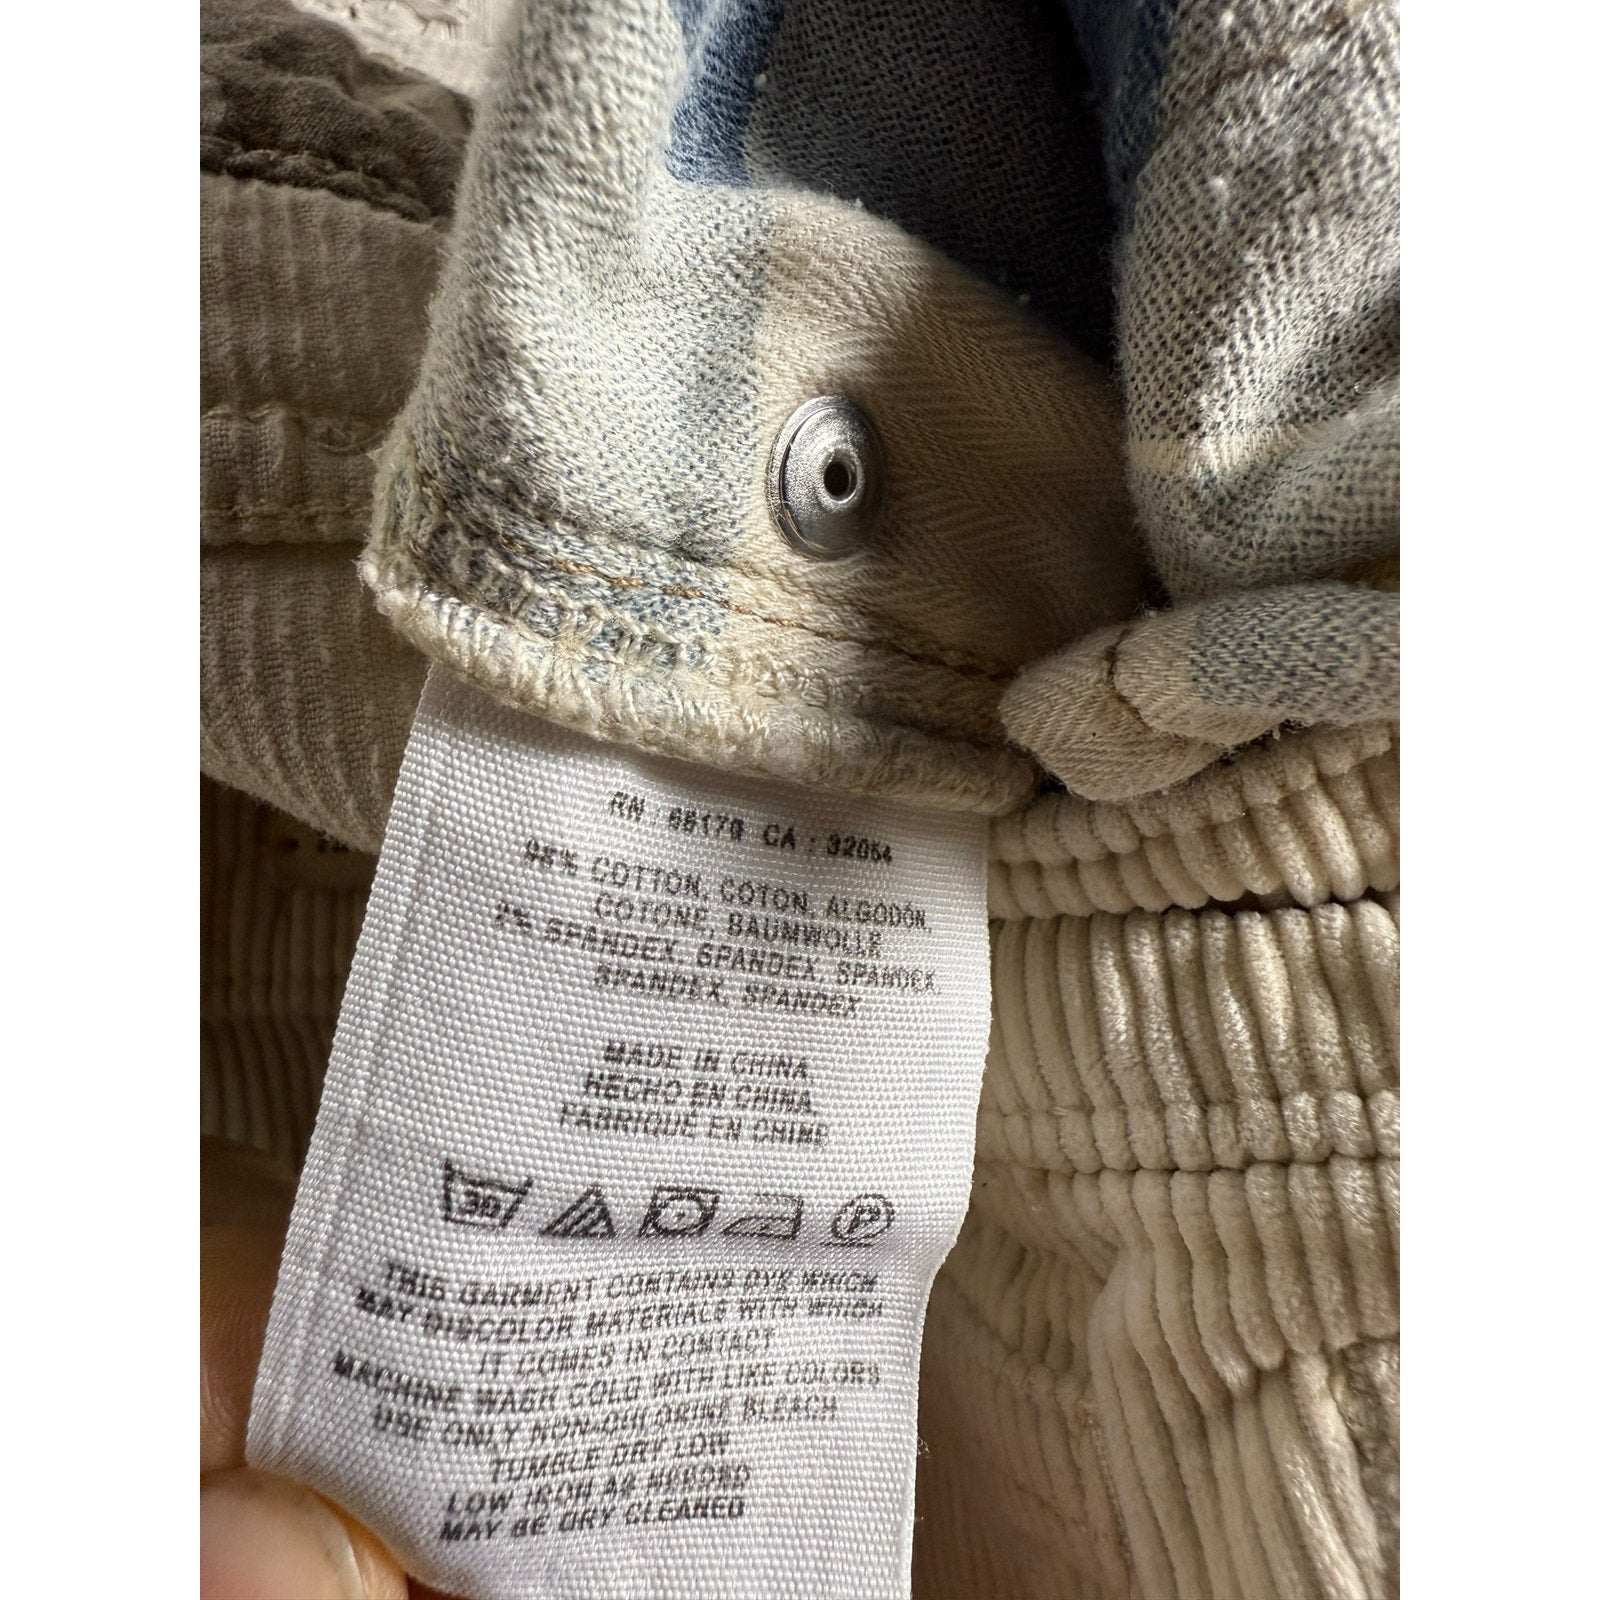 RN : 66170 CA : 32054
98% COTTON, COTON, ALGODÓN,
COTONE, BAUMWOLLE
2% SPANDEX, SPANDEX, SPANDEX,
SPANDEX, SPANDEX
MADE IN CHINA
HECHO EN CHINA
FABRIQUÉ EN CHINE
30 P
THIS GARMENT CONTAINS DYE WHICH
MAY DISCOLOR MATERIALS WITH WHICH
IT COMES IN CONTACT
MACHINE WASH COLD WITH LIKE COLORS
USE ONLY NON-CHLORINE BLEACH
TUMBLE DRY LOW
LOW IRON AS NEEDED
MAY BE DRY CLEANED